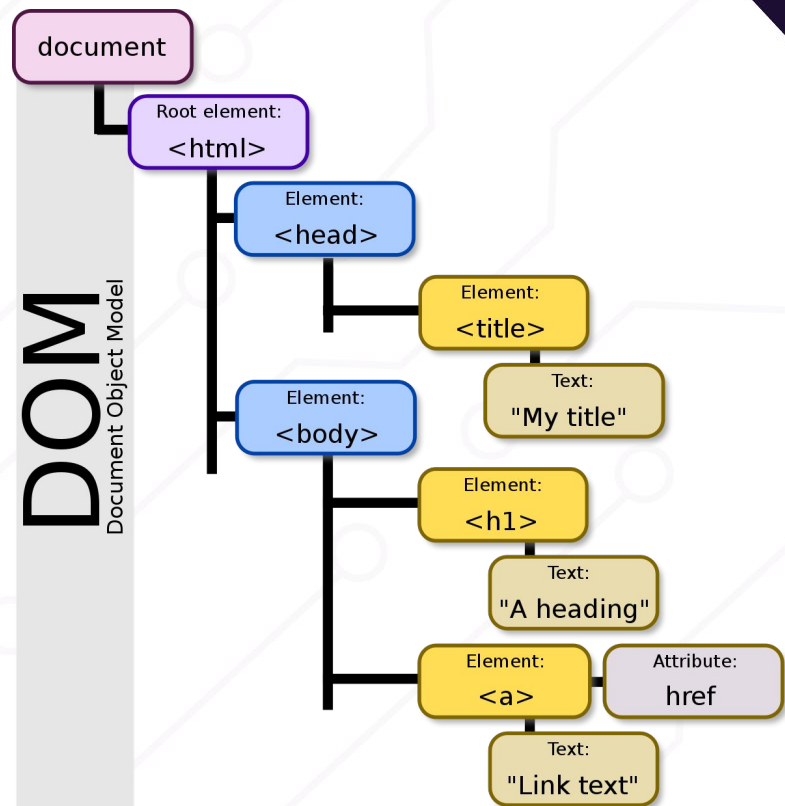 document
Root element:
<html>
Element:
<head>
Element:
<title>
Text:
"My title"
Element:
<body>
Element:
<h1>
Text:
"A heading"
Element:
<a>
Attribute:
href
Text:
"Link text"
DOM
Document Object Model